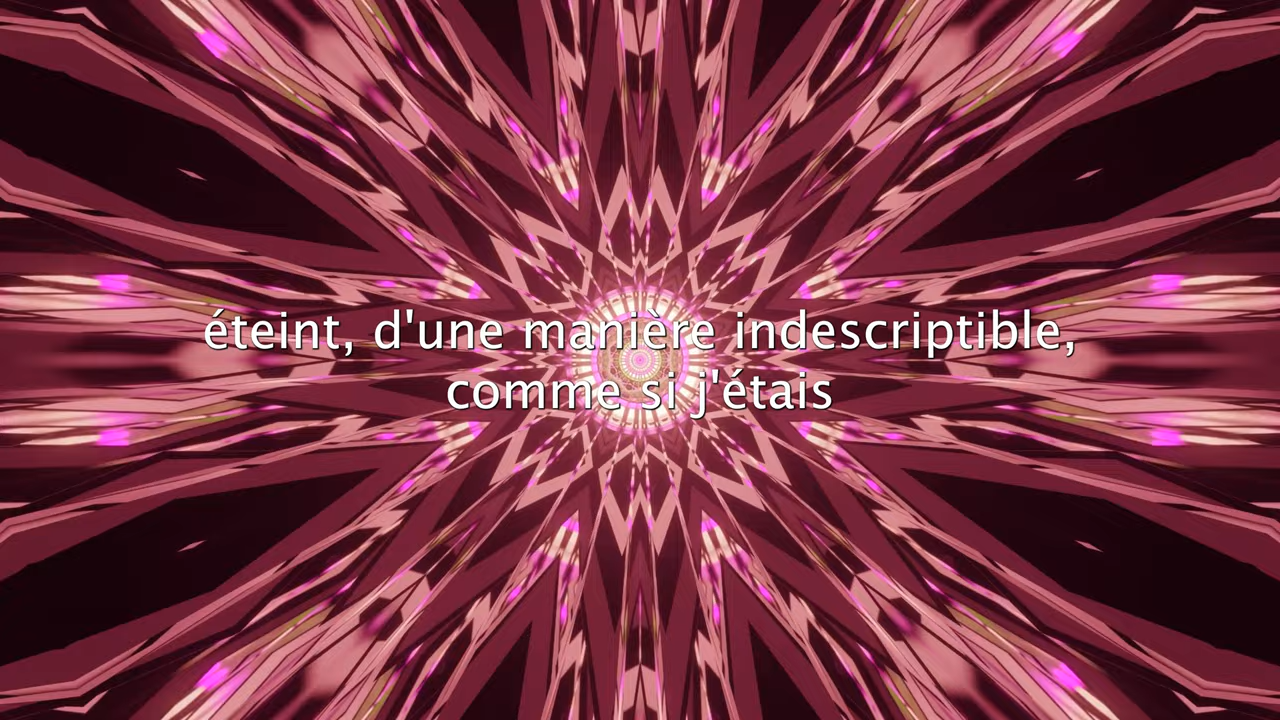 éteint, d'une manière indescriptible,
comme si j'étais